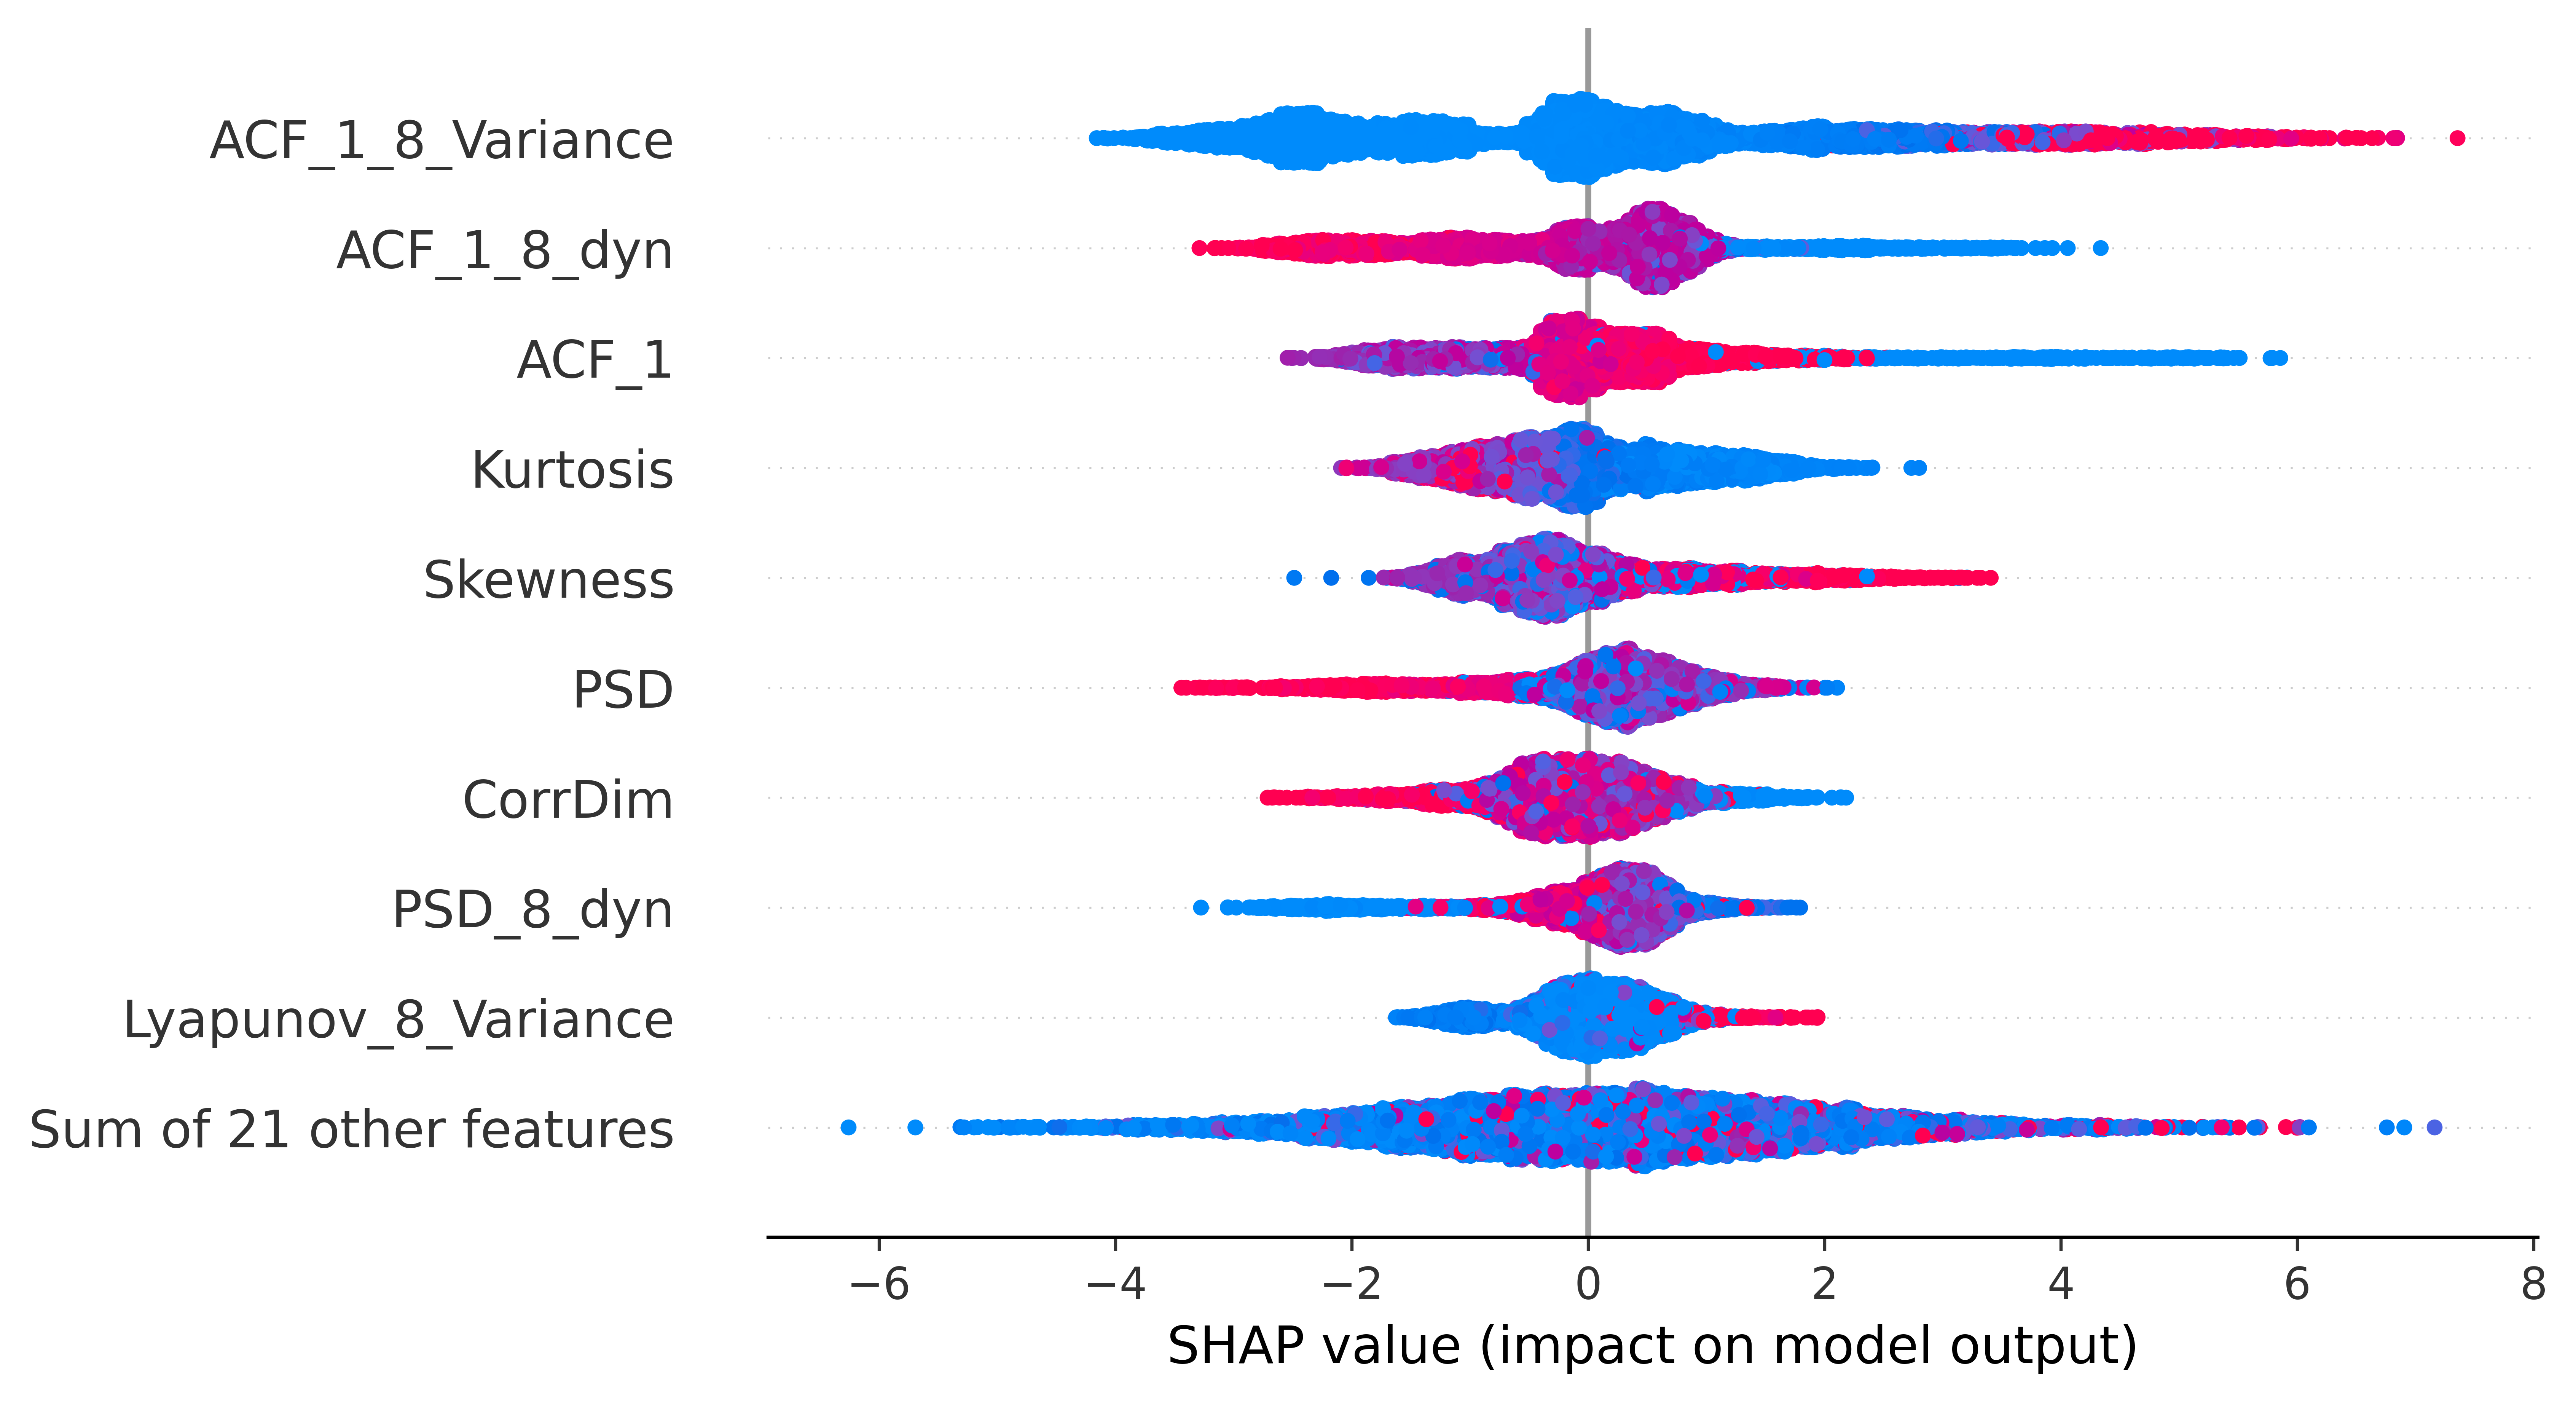 ACF_1_8_Variance
ACF_1_8_dyn
ACF_1
Kurtosis
Skewness
PSD
CorrDim
PSD_8_dyn
Lyapunov_8_Variance
Sum of 21 other features
−6 −4 −2 0 2 4 6 8
SHAP value (impact on model output)